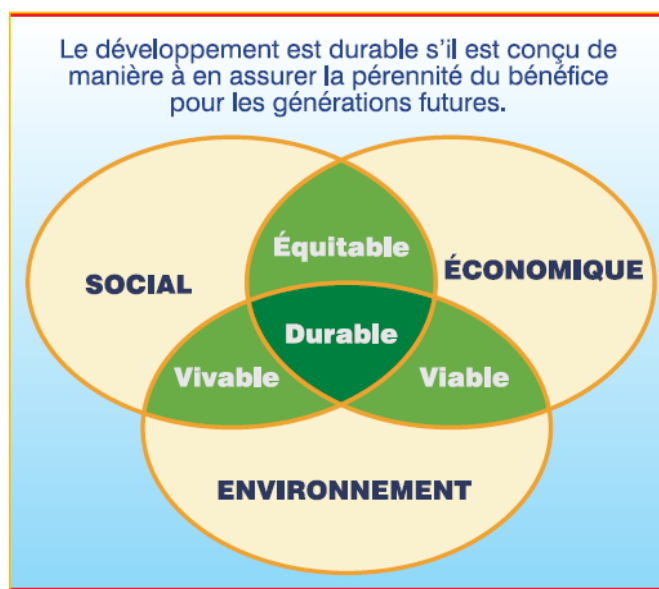 Le développement est durable s'il est conçu de
manière à en assurer la pérennité du bénéfice
pour les générations futures.
Équitable
SOCIAL
ÉCONOMIQUE
Durable
Vivable
Viable
ENVIRONNEMENT